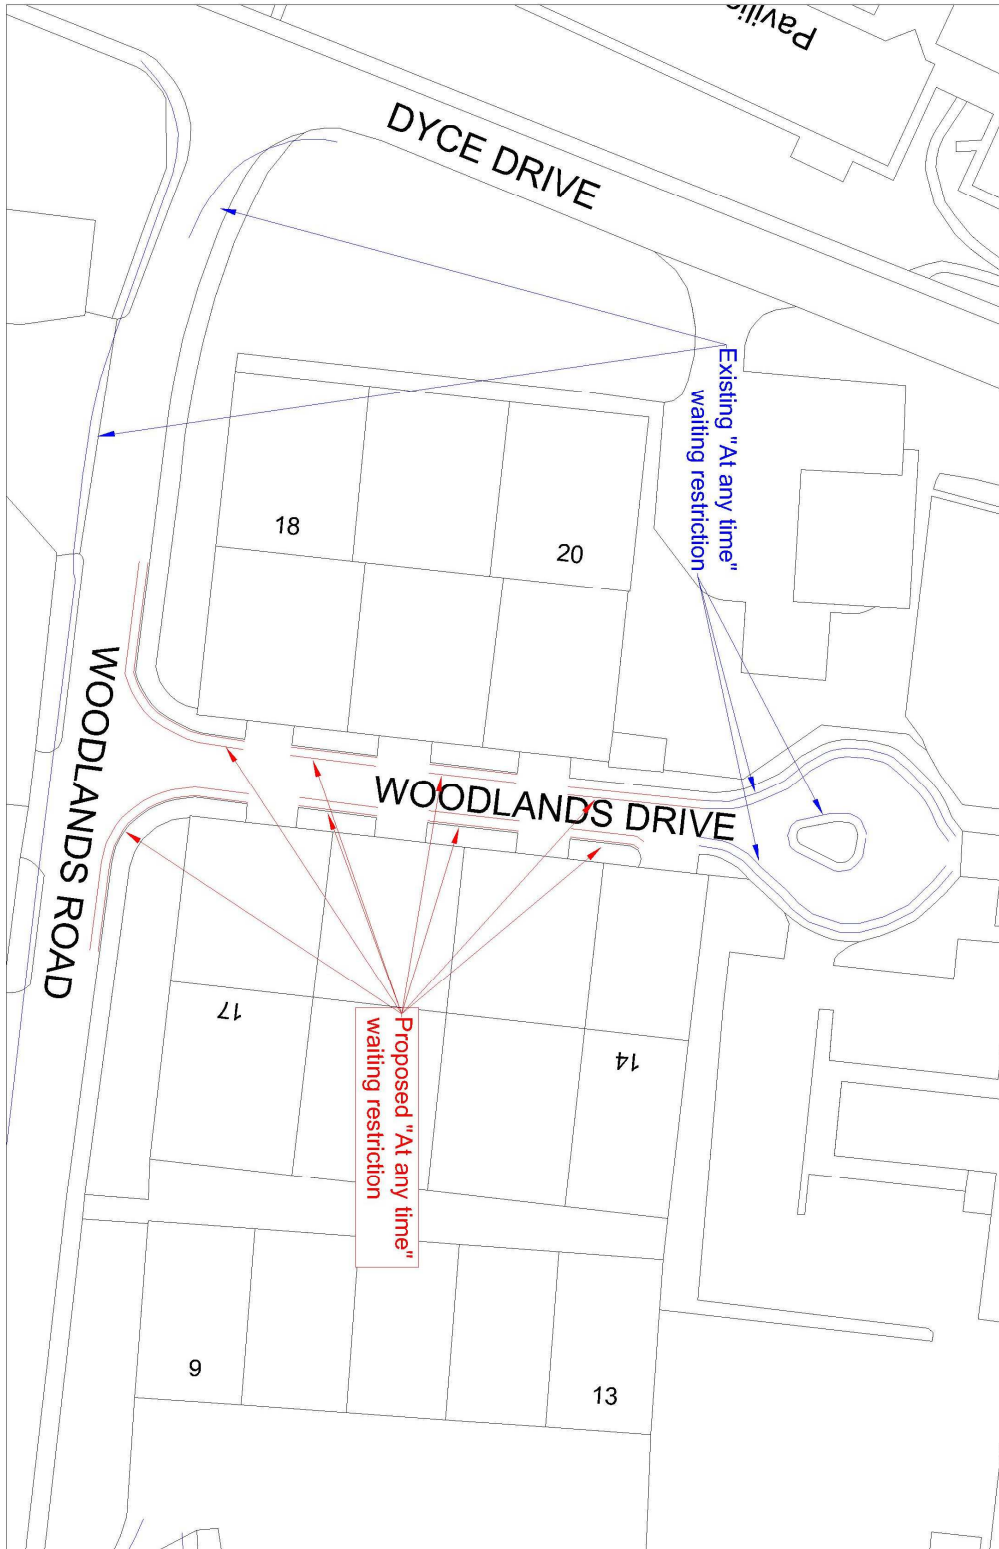 Pavilio
DYCE DRIVE
Existing "At any time"
waiting restriction
18
20
WOODLANDS ROAD
WOODLANDS DRIVE
17
14
Proposed "At any time"
waiting restriction
9
13